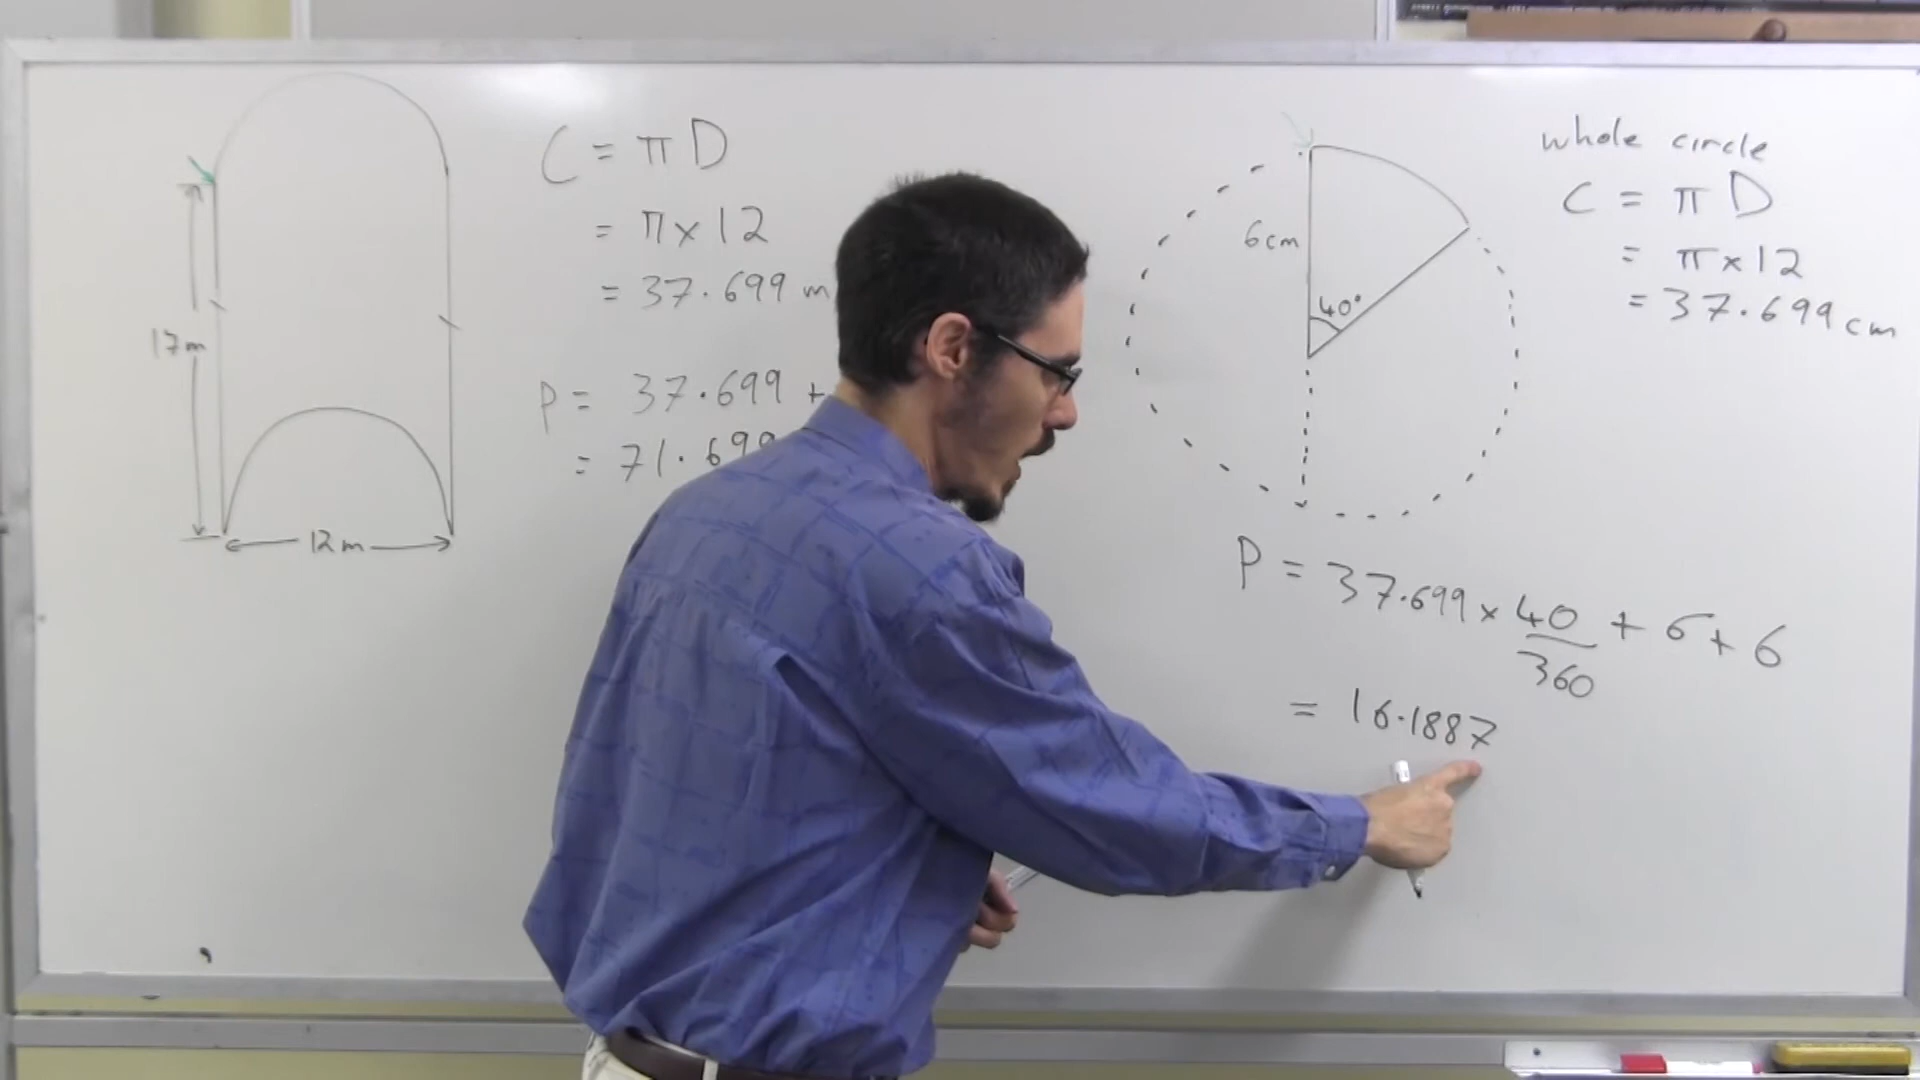 17m
12m
C = π D
= π x 12
= 37.699 m
P = 37.699 +
= 71.699
6cm
40°
whole circle
C = π D
= π x 12
= 37.699 cm
P = 37.699 x 40/360 + 6 + 6
= 16.1887